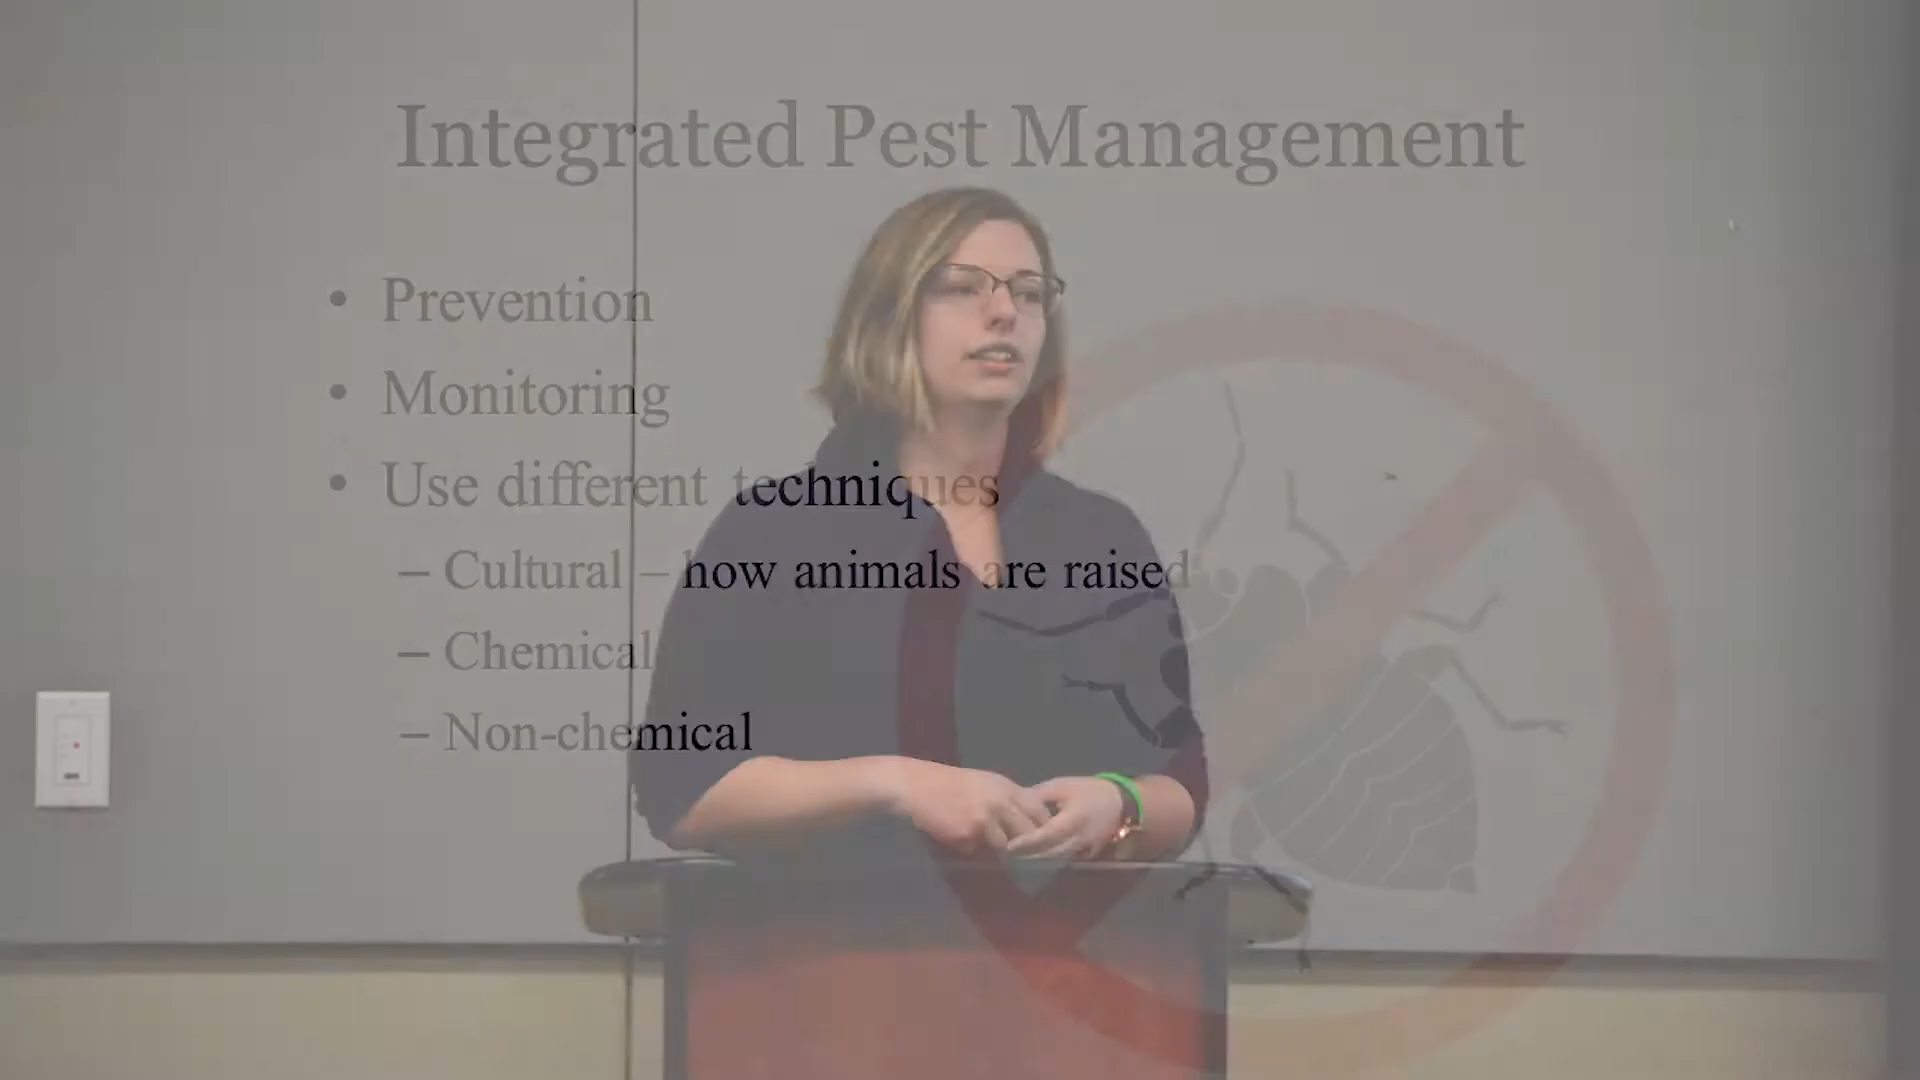 Integrated Pest Management
• Prevention
• Monitoring
• Use different techniques
– Cultural – how animals are raised
– Chemical
– Non-chemical